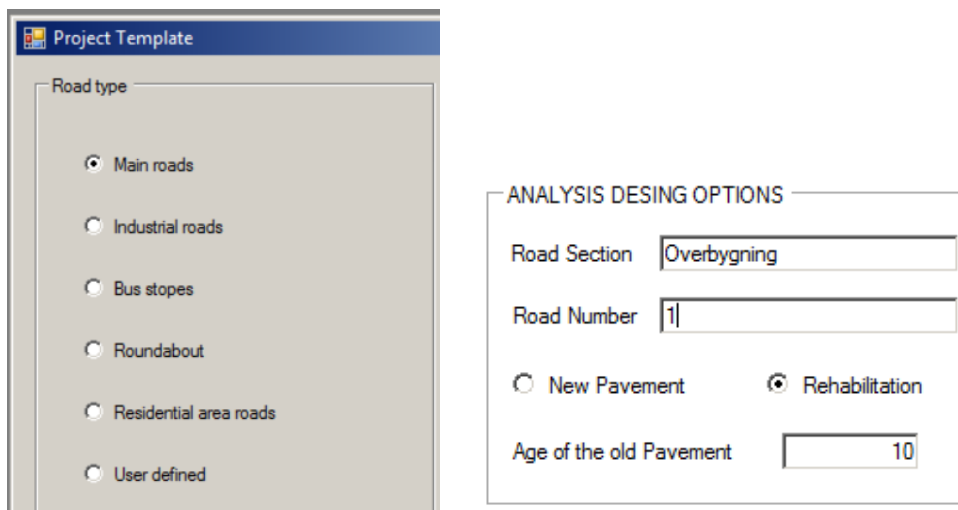 Project Template
Road type
Main roads
Industrial roads
Bus stopes
Roundabout
Residential area roads
User defined
ANALYSIS DESING OPTIONS
Road Section Overbygning
Road Number 1
New Pavement Rehabilitation
Age of the old Pavement 10